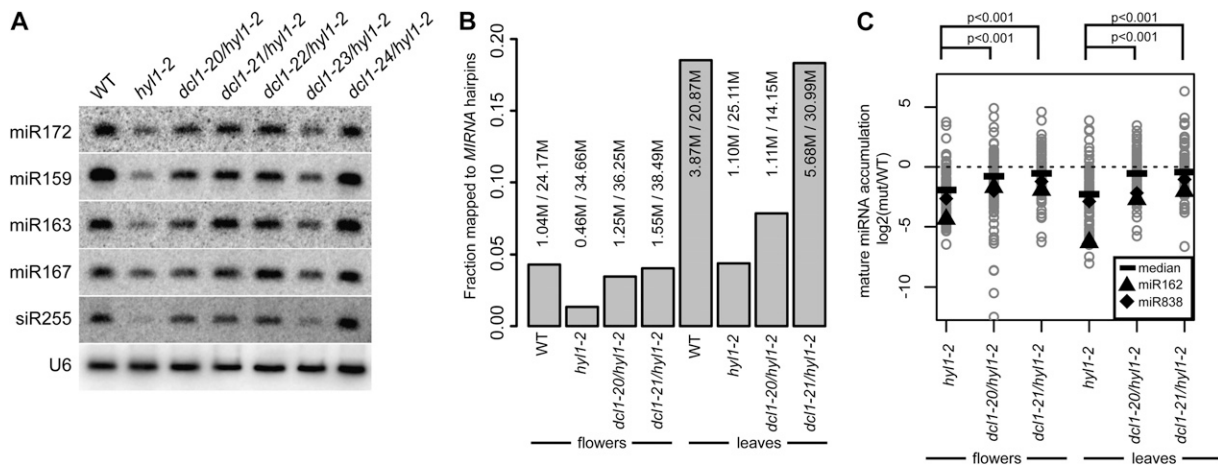 A
WT
hyl1-2
dcl1-20/hyl1-2
dcl1-21/hyl1-2
dcl1-22/hyl1-2
dcl1-23/hyl1-2
dcl1-24/hyl1-2
miR172
miR159
miR163
miR167
siR255
U6
B
Fraction mapped to MIRNA hairpins
0.20
0.15
0.10
0.05
0.00
1.04M / 24.17M
0.46M / 34.66M
1.25M / 36.25M
1.55M / 38.49M
3.87M / 20.87M
1.10M / 25.11M
1.11M / 14.15M
5.68M / 30.99M
WT
hyl1-2
dcl1-20/hyl1-2
dcl1-21/hyl1-2
WT
hyl1-2
dcl1-20/hyl1-2
dcl1-21/hyl1-2
flowers
leaves
C
p<0.001
p<0.001
p<0.001
p<0.001
mature miRNA accumulation
log2(mut/WT)
5
0
-5
-10
median
miR162
miR838
hyl1-2
dcl1-20/hyl1-2
dcl1-21/hyl1-2
hyl1-2
dcl1-20/hyl1-2
dcl1-21/hyl1-2
flowers
leaves